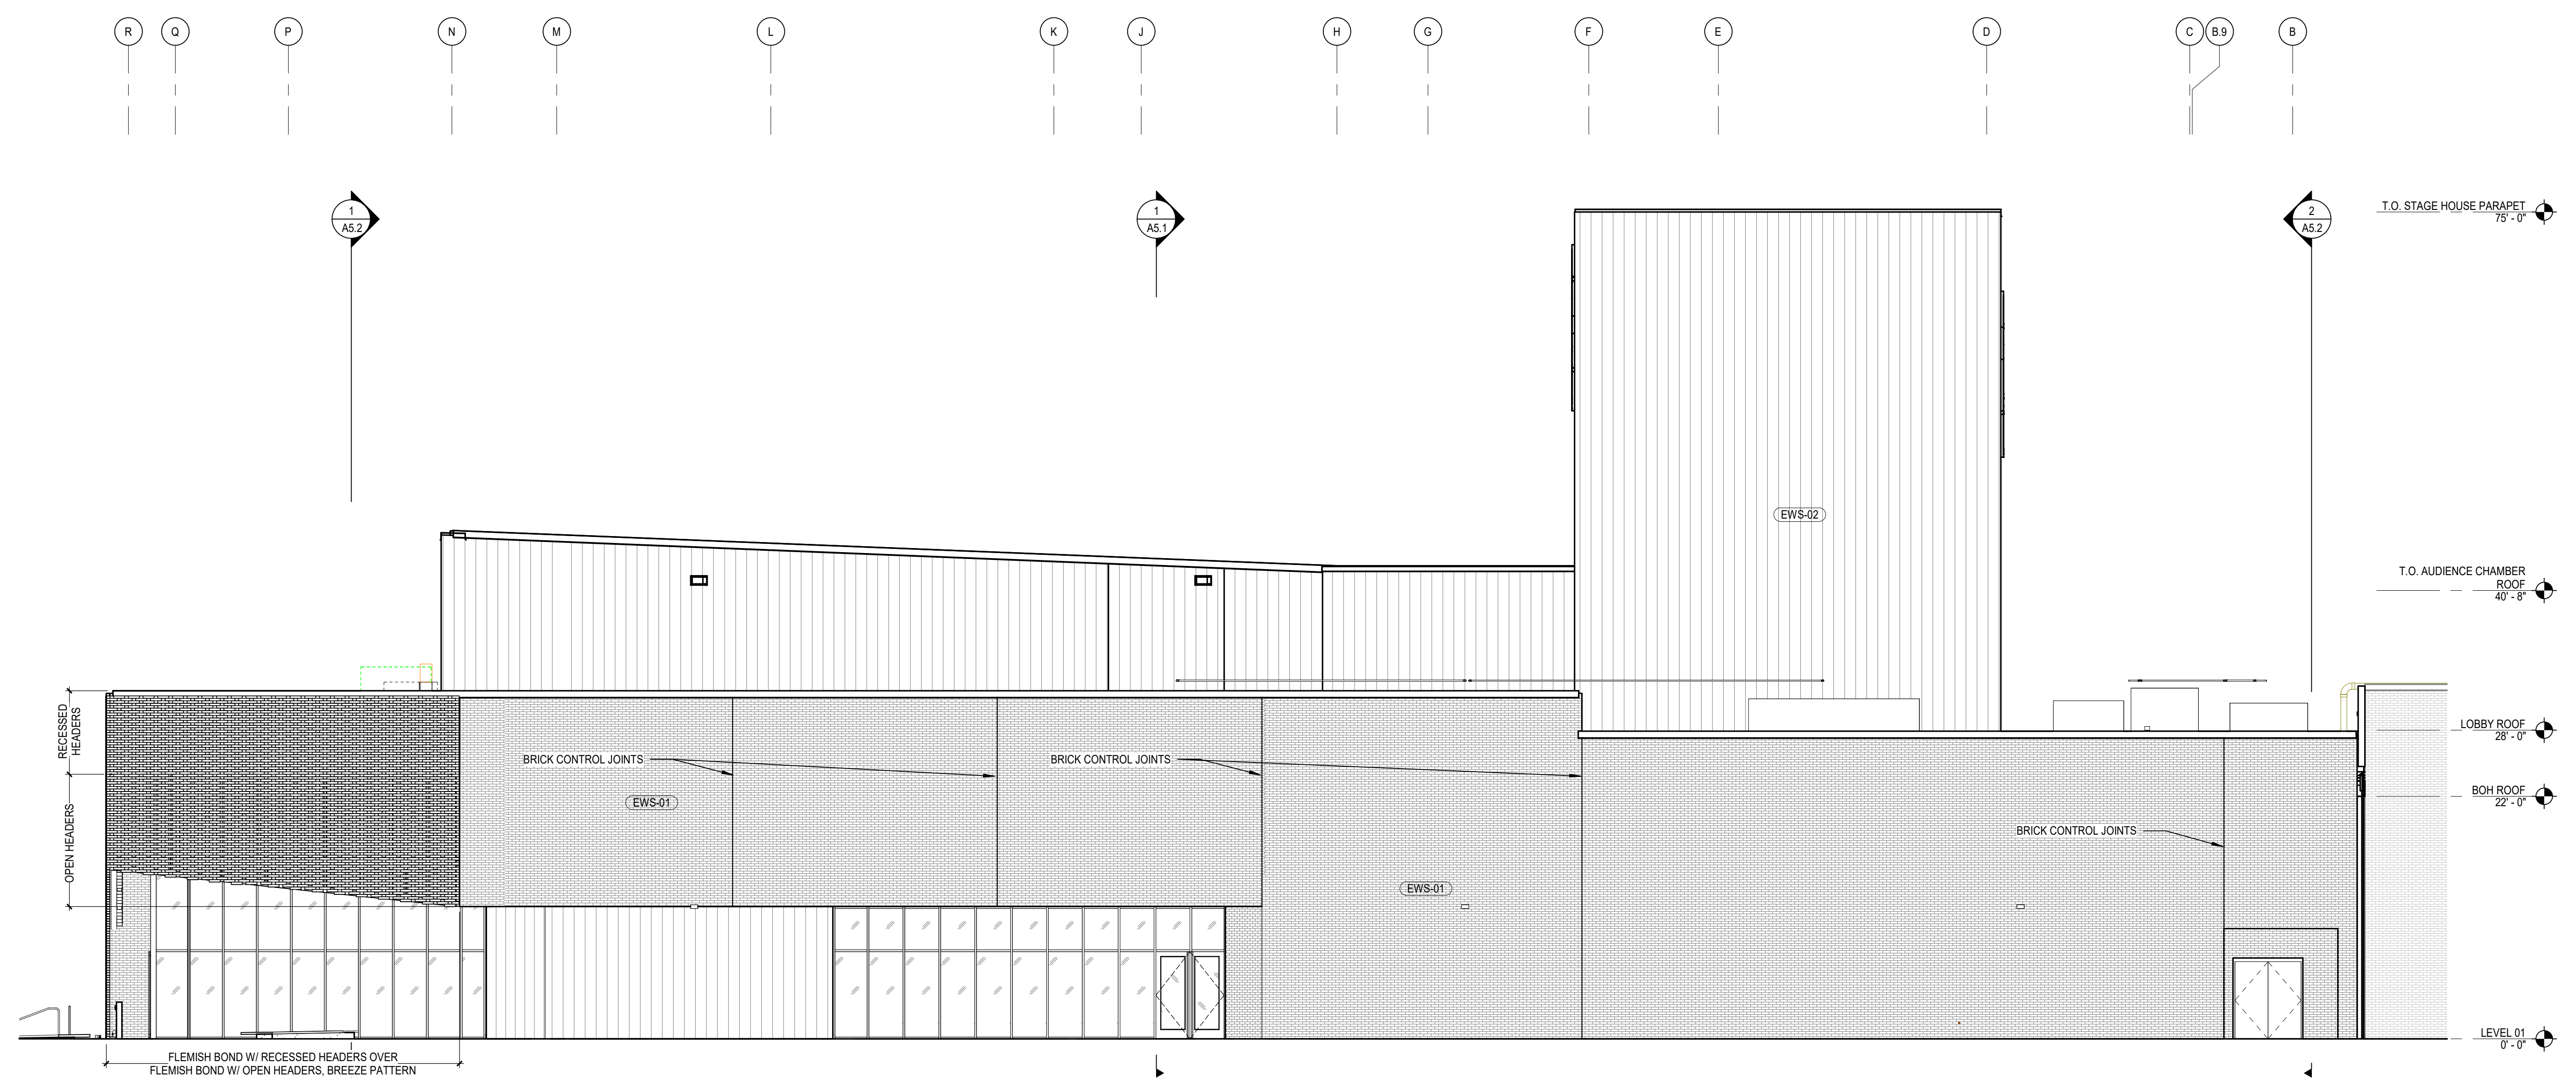 R Q P N M L K J H G F E D C B.9 B
1
A5.2
1
A5.1
2
A5.2
T.O. STAGE HOUSE PARAPET
75' - 0"
EWS-02
T.O. AUDIENCE CHAMBER
ROOF
40' - 8"
RECESSED
HEADERS
LOBBY ROOF
28' - 0"
BRICK CONTROL JOINTS
BRICK CONTROL JOINTS
BOH ROOF
22' - 0"
EWS-01
BRICK CONTROL JOINTS
OPEN HEADERS
EWS-01
LEVEL 01
0' - 0"
FLEMISH BOND W/ RECESSED HEADERS OVER
FLEMISH BOND W/ OPEN HEADERS, BREEZE PATTERN